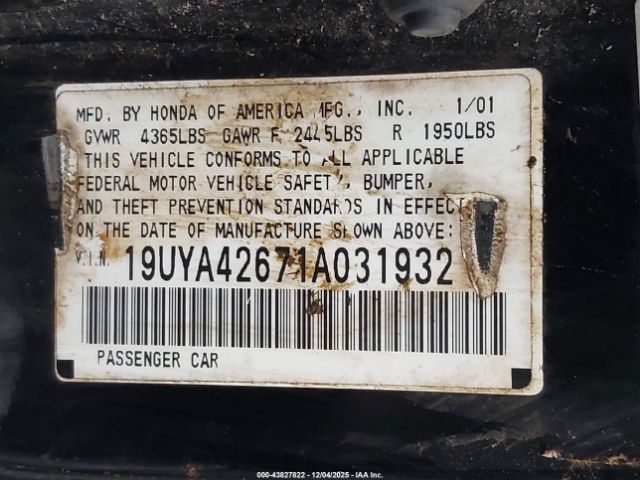 MFD. BY HONDA OF AMERICA MFG., INC. 1/01
GVWR 4365LBS GAWR F 2445LBS R 1950LBS
THIS VEHICLE CONFORMS TO ALL APPLICABLE
FEDERAL MOTOR VEHICLE SAFETY, BUMPER,
AND THEFT PREVENTION STANDARDS IN EFFECT
ON THE DATE OF MANUFACTURE SHOWN ABOVE:
V.I.N. 19UYA42671A031932
PASSENGER CAR
000-43827822 - 12/04/2025 - IAA Inc.